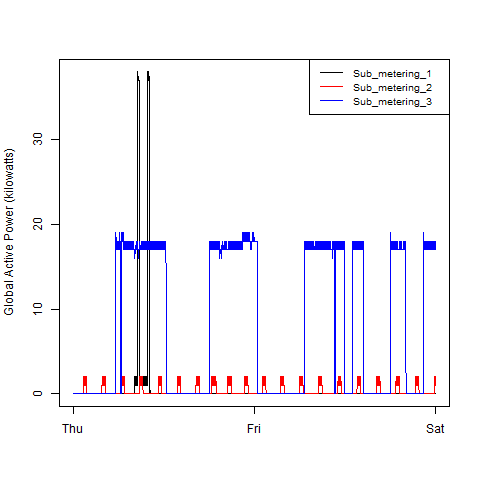 Sub_metering_1
Sub_metering_2
Sub_metering_3
Global Active Power (kilowatts)
30
20
10
0
Thu Fri Sat